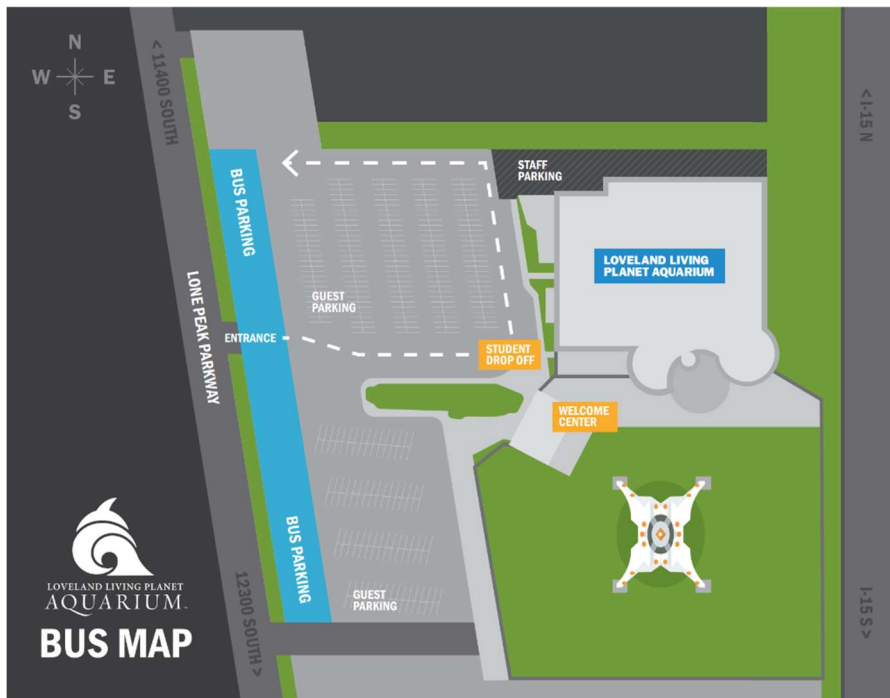 N
W E
S
< 11400 SOUTH
< I-15 N
STAFF
PARKING
BUS PARKING
LOVELAND LIVING
PLANET AQUARIUM
LONE PEAK PARKWAY
GUEST
PARKING
ENTRANCE
STUDENT
DROP OFF
WELCOME
CENTER
BUS PARKING
GUEST
PARKING
12300 SOUTH >
I-15 S >
LOVELAND LIVING PLANET
AQUARIUM™
BUS MAP